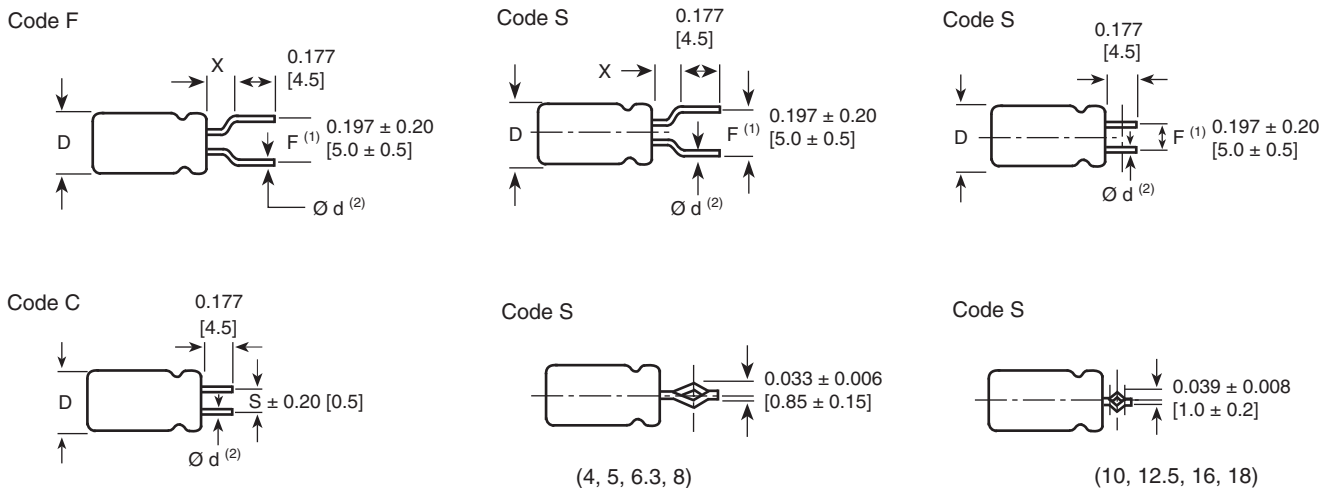 Code F
X
0.177
[4.5]
D
F (1)
0.197 ± 0.20
[5.0 ± 0.5]
Ø d (2)
Code S
0.177
[4.5]
X
D
F (1)
0.197 ± 0.20
[5.0 ± 0.5]
Ø d (2)
Code S
0.177
[4.5]
D
F (1)
0.197 ± 0.20
[5.0 ± 0.5]
Ø d (2)
Code C
0.177
[4.5]
D
S ± 0.20 [0.5]
Ø d (2)
Code S
0.033 ± 0.006
[0.85 ± 0.15]
(4, 5, 6.3, 8)
Code S
0.039 ± 0.008
[1.0 ± 0.2]
(10, 12.5, 16, 18)